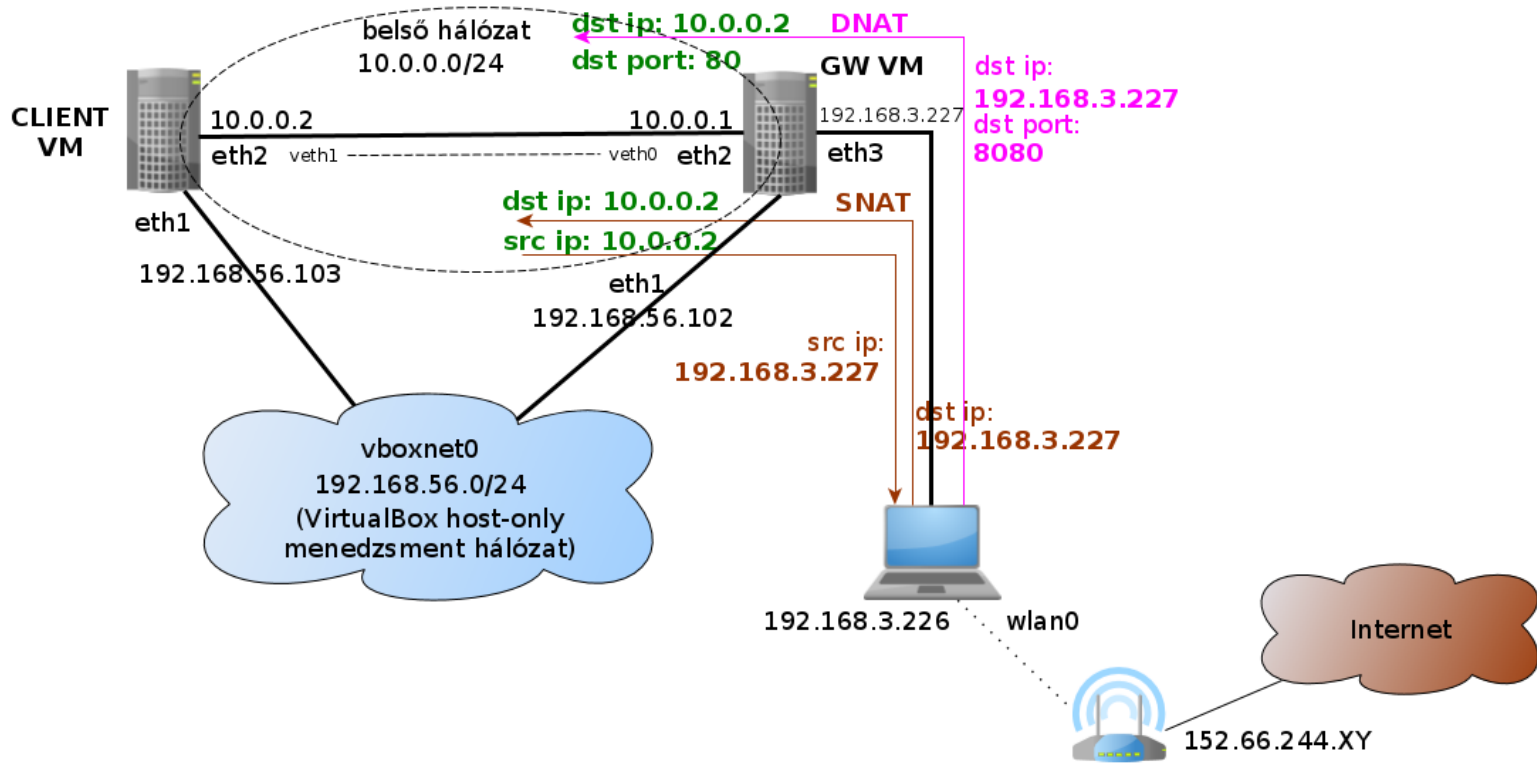 belső hálózat
10.0.0.0/24
dst ip: 10.0.0.2
DNAT
dst port: 80
GW VM
dst ip:
192.168.3.227
dst port:
8080
CLIENT
VM
10.0.0.2
10.0.0.1
192.168.3.227
eth2
veth1
veth0
eth2
eth3
dst ip: 10.0.0.2
SNAT
src ip: 10.0.0.2
eth1
192.168.56.103
eth1
192.168.56.102
src ip:
192.168.3.227
dst ip:
192.168.3.227
vboxnet0
192.168.56.0/24
(VirtualBox host-only
menedzsment hálózat)
192.168.3.226
wlan0
Internet
152.66.244.XY